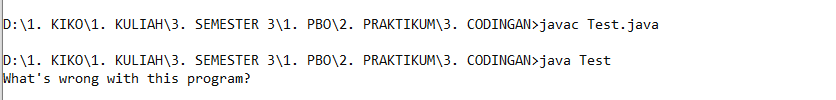 D:\1. KIKO\1. KULIAH\3. SEMESTER 3\1. PBO\2. PRAKTIKUM\3. CODINGAN>javac Test.java
D:\1. KIKO\1. KULIAH\3. SEMESTER 3\1. PBO\2. PRAKTIKUM\3. CODINGAN>java Test
What's wrong with this program?